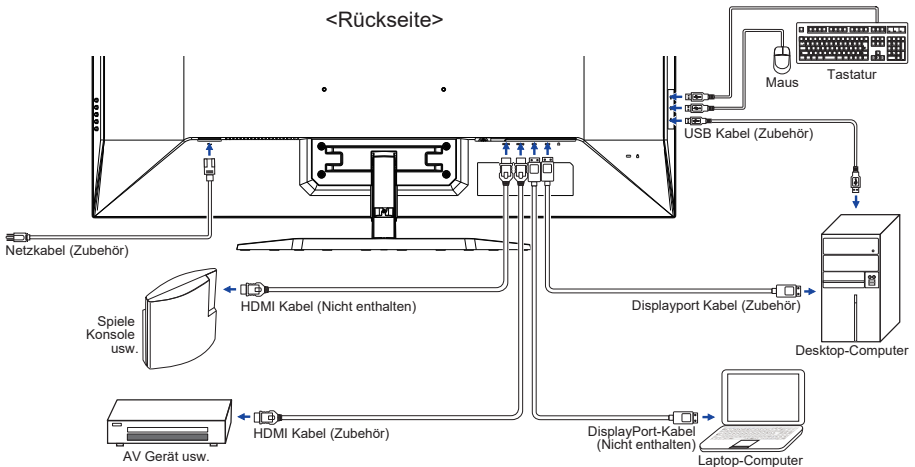 <Rückseite>
Maus
Tastatur
USB Kabel (Zubehör)
Netzkabel (Zubehör)
HDMI Kabel (Nicht enthalten)
Displayport Kabel (Zubehör)
Spiele
Konsole
usw.
Desktop-Computer
HDMI Kabel (Zubehör)
DisplayPort-Kabel
(Nicht enthalten)
AV Gerät usw.
Laptop-Computer